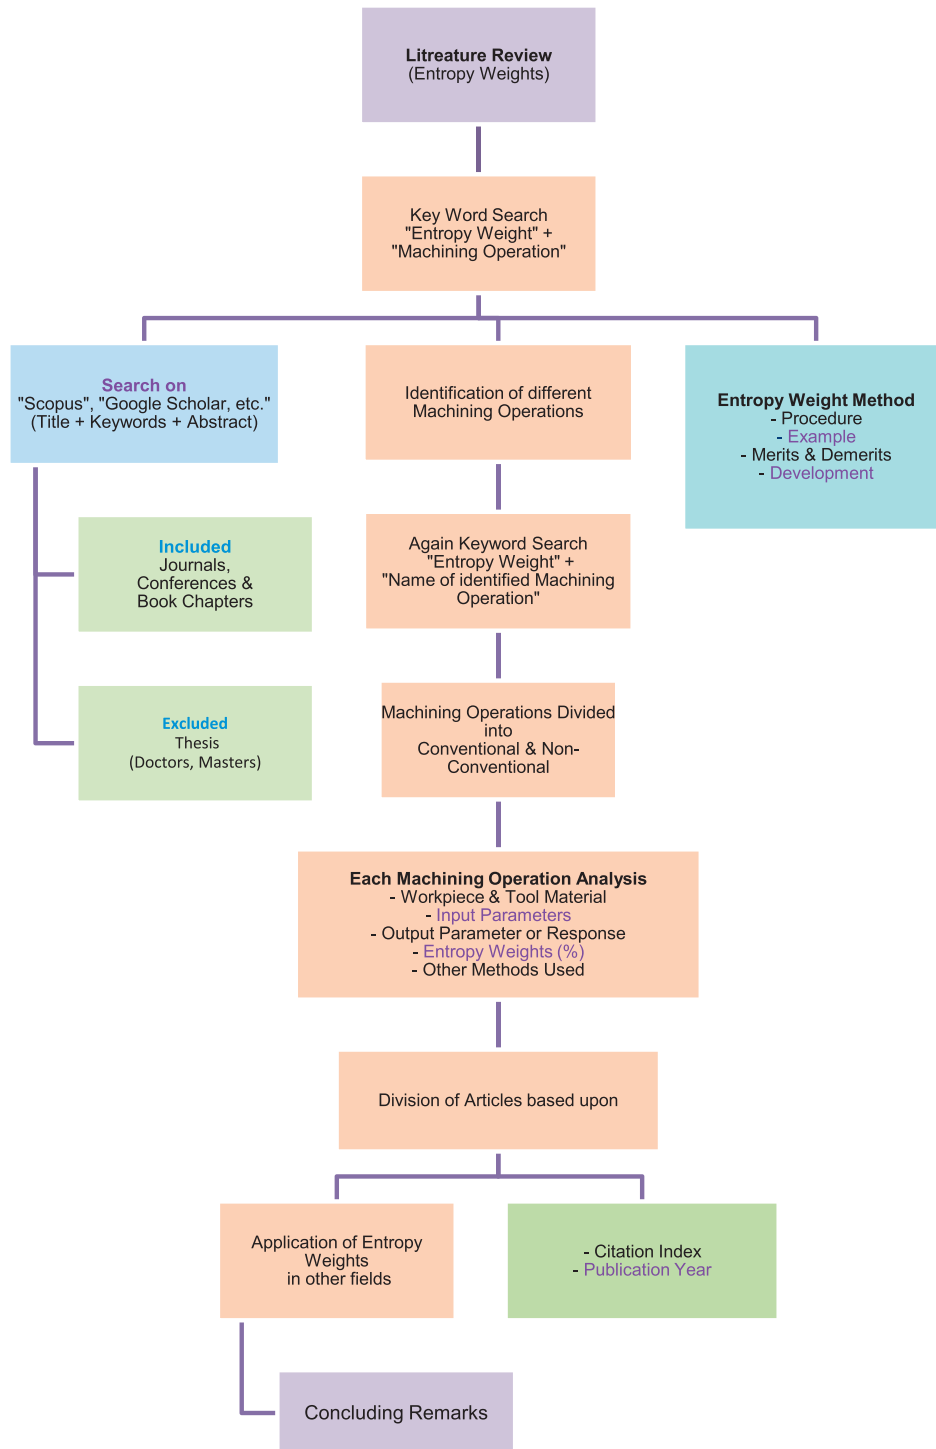 Litreature Review
(Entropy Weights)
Key Word Search
"Entropy Weight" +
"Machining Operation"
Search on
"Scopus", "Google Scholar, etc."
(Title + Keywords + Abstract)
Identification of different
Machining Operations
Entropy Weight Method
- Procedure
- Example
- Merits & Demerits
- Development
Included
Journals,
Conferences &
Book Chapters
Again Keyword Search
"Entropy Weight" +
"Name of identified Machining
Operation"
Excluded
Thesis
(Doctors, Masters)
Machining Operations Divided
into
Conventional & Non-
Conventional
Each Machining Operation Analysis
- Workpiece & Tool Material
- Input Parameters
- Output Parameter or Response
- Entropy Weights (%)
- Other Methods Used
Division of Articles based upon
Application of Entropy
Weights
in other fields
- Citation Index
- Publication Year
Concluding Remarks